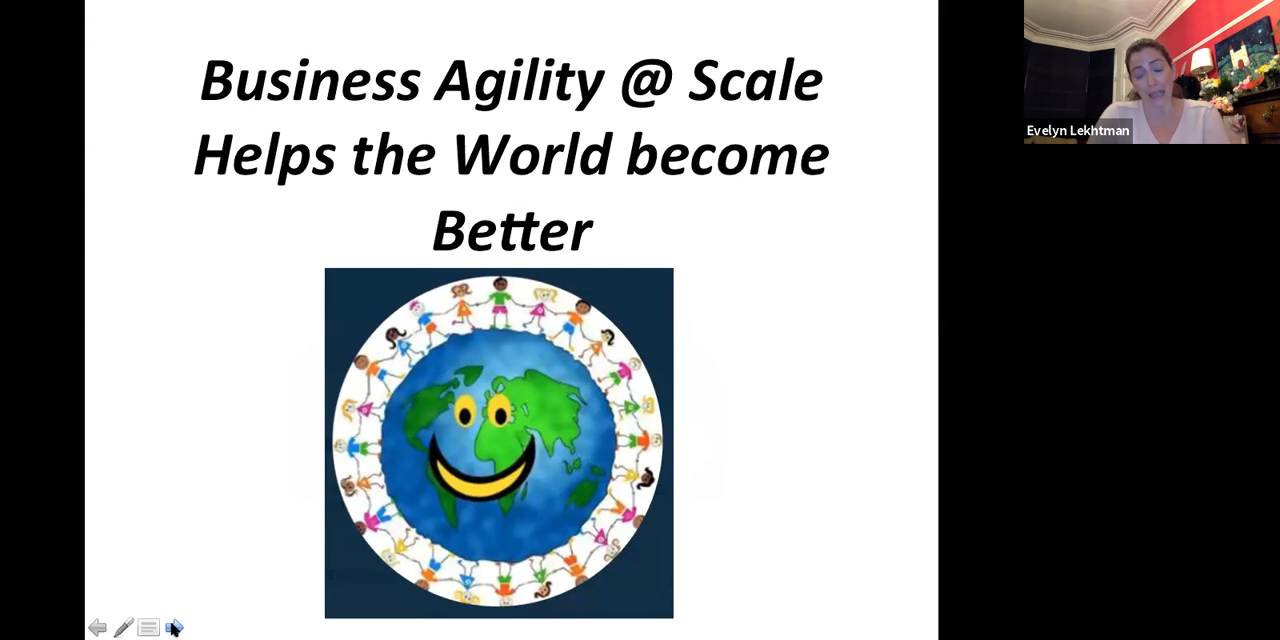 Business Agility @ Scale
Helps the World become
Better
Evelyn Lekhtman